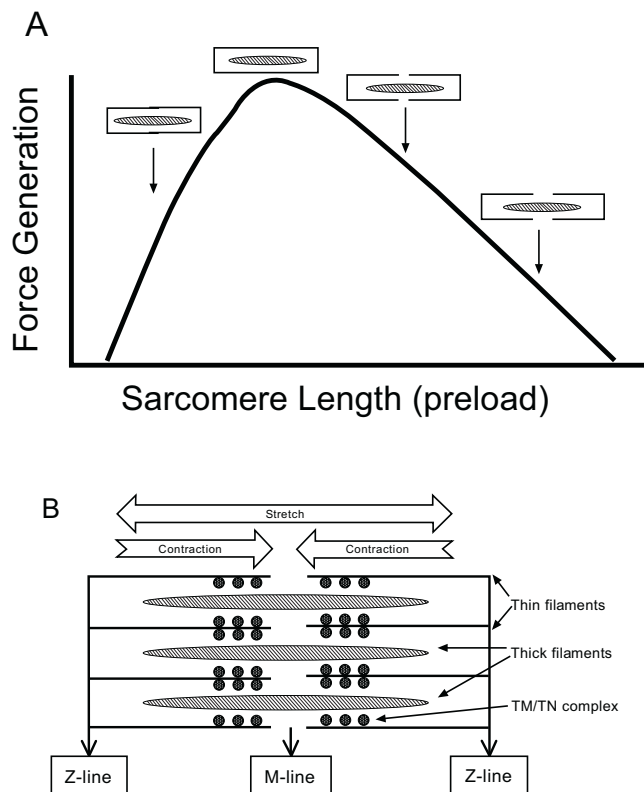 A
Force Generation
Sarcomere Length (preload)
B
Stretch
Contraction Contraction
Thin filaments
Thick filaments
TM/TN complex
Z-line M-line Z-line